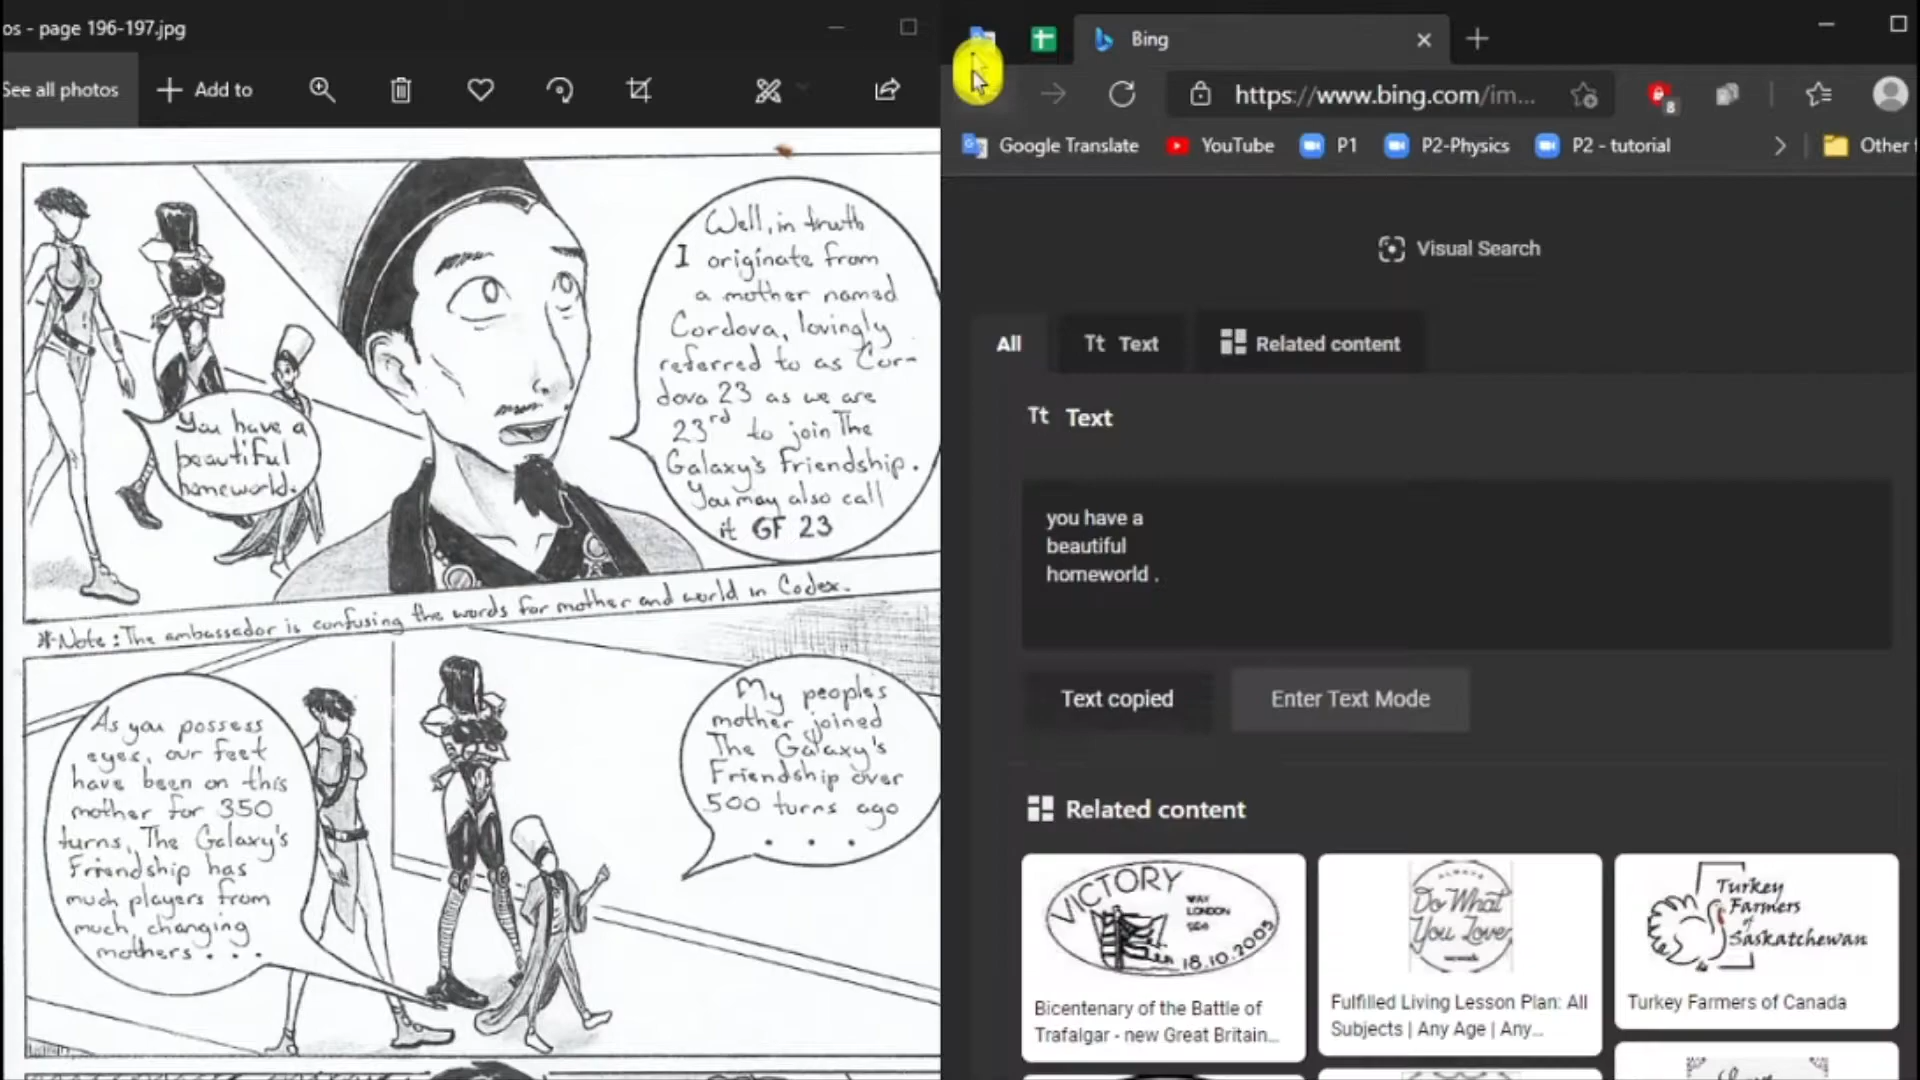 os - page 196-197.jpg
See all photos
Add to
You have a
beautiful
homeworld.
Well, in truth
I originate from
a mother named
Cordova, lovingly
referred to as Cor-
dova 23 as we are
23rd to join The
Galaxy's Friendship.
You may also call
it GF 23
*Note: The ambassador is confusing the words for mother and world in Codex.
As you possess
eyes, our feet
have been on this
mother for 350
turns. The Galaxy's
Friendship has
much players from
much, changing
mothers . . .
My peoples
mother joined
The Galaxy's
Friendship over
500 turns ago
. . .
Bing
https://www.bing.com/im...
8
Google Translate
YouTube
P1
P2-Physics
P2 - tutorial
Other
Visual Search
All
Tt Text
Related content
Tt Text
you have a
beautiful
homeworld .
Text copied
Enter Text Mode
Related content
VICTORY
WAY
LONDON
SE4
18.10.2005
Bicentenary of the Battle of
Trafalgar - new Great Britain...
ALWAYS
Do What
You Love
Fulfilled Living Lesson Plan: All
Subjects | Any Age | Any...
Turkey
Farmers
of
Saskatchewan
Turkey Farmers of Canada